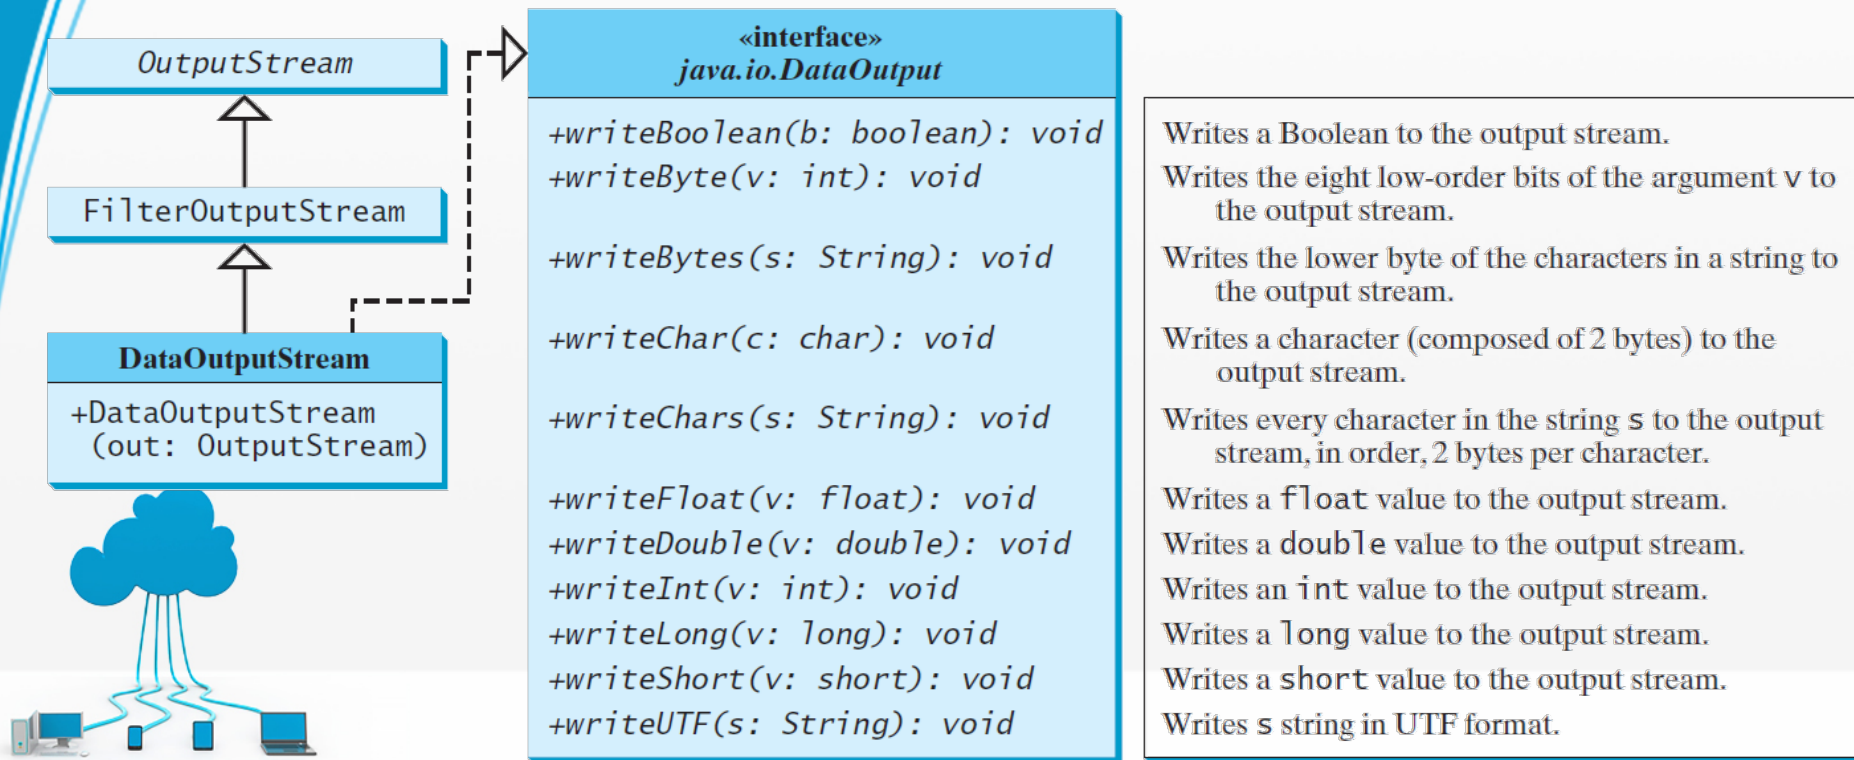 OutputStream
FilterOutputStream
DataOutputStream
+DataOutputStream
(out: OutputStream)
«interface»
java.io.DataOutput
+writeBoolean(b: boolean): void
+writeByte(v: int): void
+writeBytes(s: String): void
+writeChar(c: char): void
+writeChars(s: String): void
+writeFloat(v: float): void
+writeDouble(v: double): void
+writeInt(v: int): void
+writeLong(v: long): void
+writeShort(v: short): void
+writeUTF(s: String): void
Writes a Boolean to the output stream.
Writes the eight low-order bits of the argument v to
the output stream.
Writes the lower byte of the characters in a string to
the output stream.
Writes a character (composed of 2 bytes) to the
output stream.
Writes every character in the string s to the output
stream, in order, 2 bytes per character.
Writes a float value to the output stream.
Writes a double value to the output stream.
Writes an int value to the output stream.
Writes a long value to the output stream.
Writes a short value to the output stream.
Writes s string in UTF format.